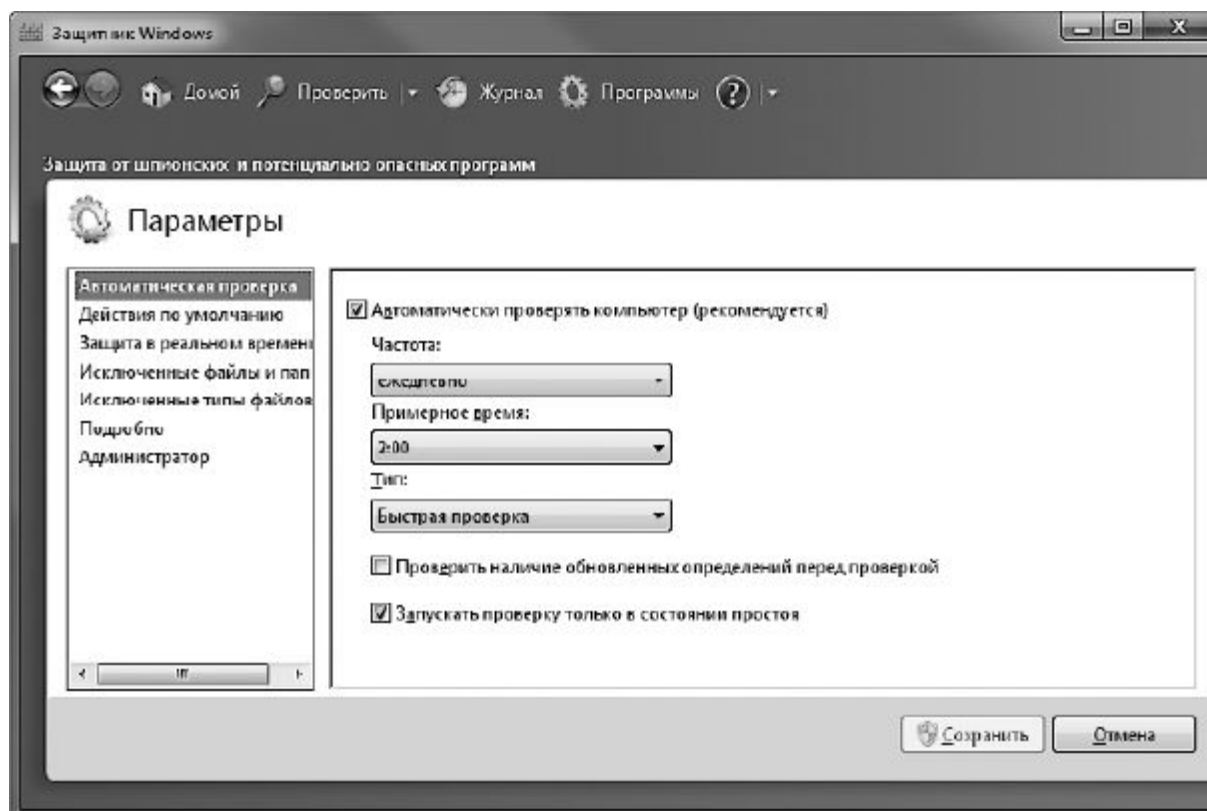 Защитник Windows
Домой Проверить Журнал Программы ?
Защита от шпионских и потенциально опасных программ
Параметры
Автоматическая проверка
Действия по умолчанию
Защита в реальном времени
Исключенные файлы и пап
Исключенные типы файлов
Подробно
Администратор
Автоматически проверять компьютер (рекомендуется)
Частота:
ежедневно
Примерное время:
2:00
Тип:
Быстрая проверка
Проверить наличие обновленных определений перед проверкой
Запускать проверку только в состоянии простоя
Сохранить Отмена